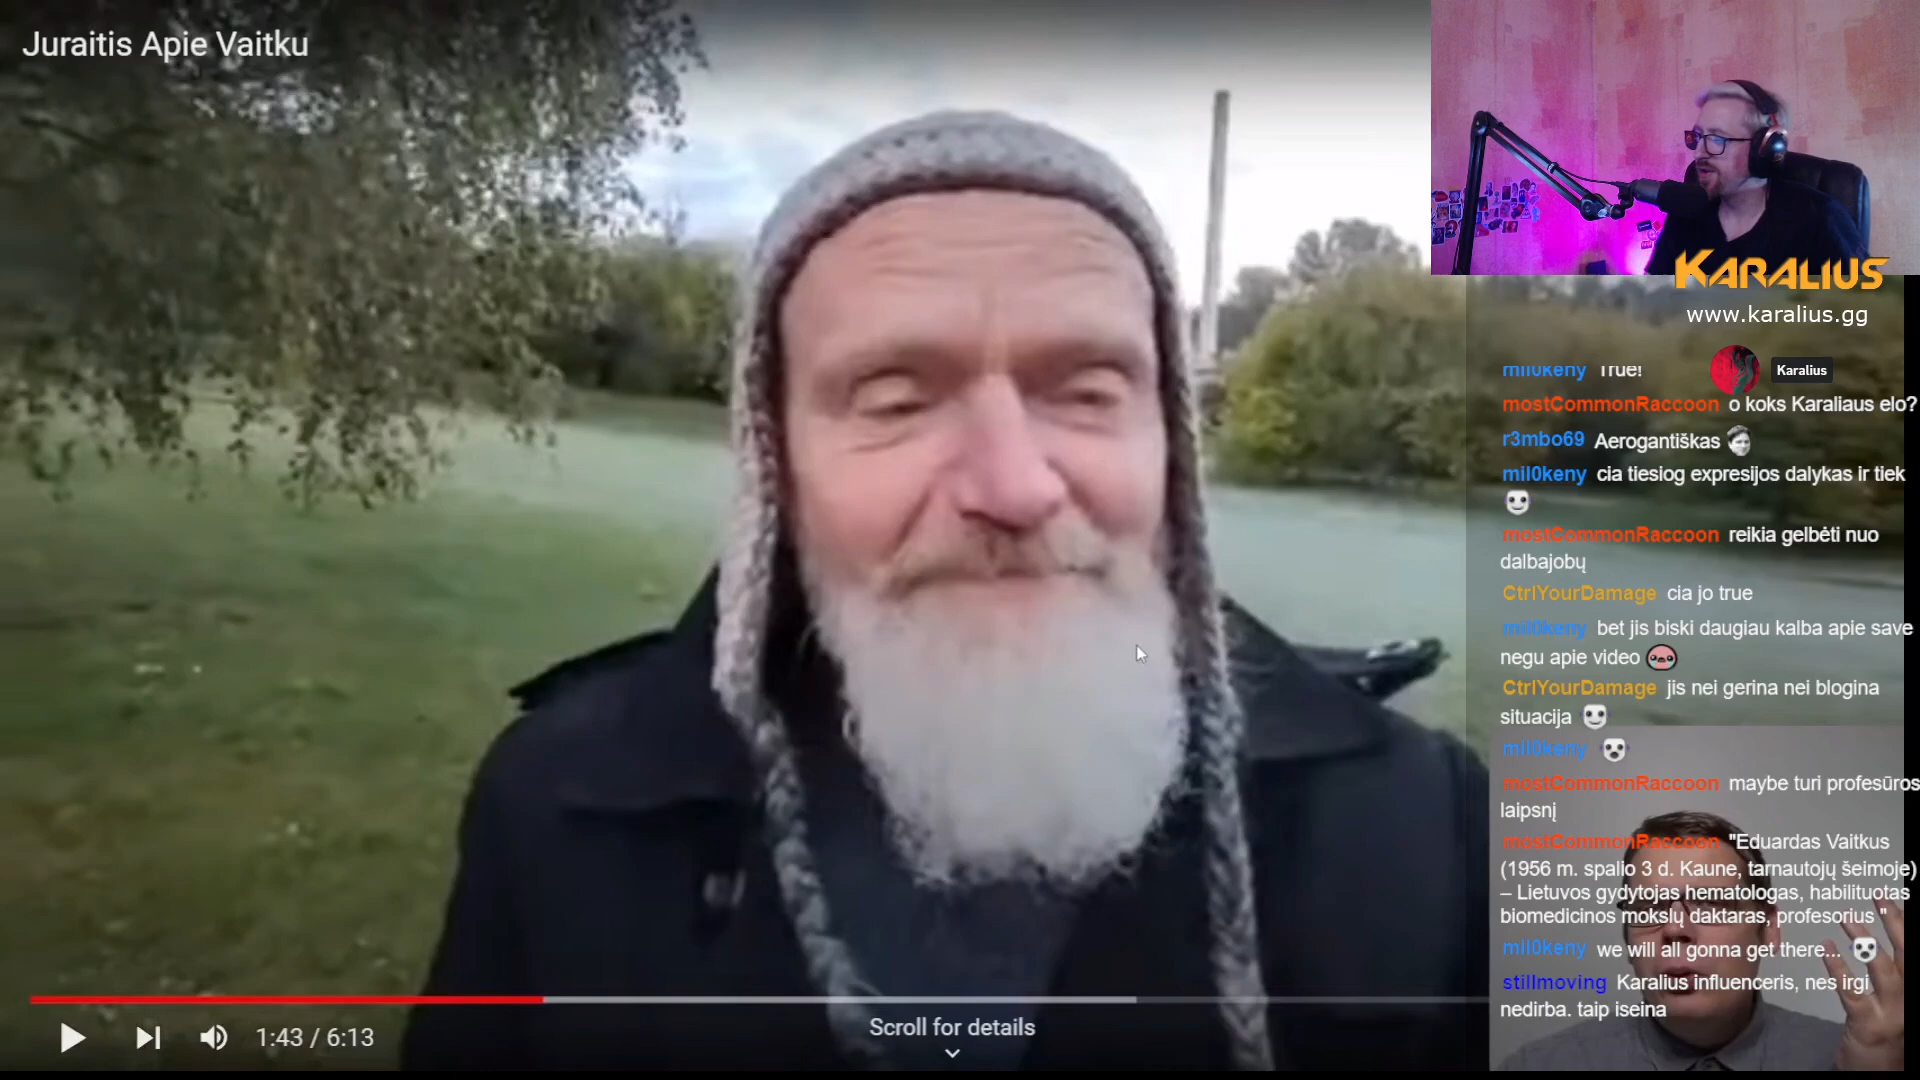 Juraitis Apie Vaitku
KARALIUS
www.karalius.gg
mil0keny True!
Karalius
mostCommonRaccoon o koks Karaliaus elo?
r3mbo69 Aerogantiškas
mil0keny cia tiesiog expresijos dalykas ir tiek
mostCommonRaccoon reikia gelbėti nuo
dalbajobų
CtrlYourDamage cia jo true
mil0keny bet jis biski daugiau kalba apie save
negu apie video
CtrlYourDamage jis nei gerina nei blogina
situacija
mil0keny
mostCommonRaccoon maybe turi profesūros
laipsnį
mostCommonRaccoon "Eduardas Vaitkus
(1956 m. spalio 3 d. Kaune, tarnautojų šeimoje)
– Lietuvos gydytojas hematologas, habilituotas
biomedicinos mokslų daktaras, profesorius "
mil0keny we will all gonna get there...
stillmoving Karalius influenceris, nes irgi
nedirba. taip iseina
1:43 / 6:13
Scroll for details